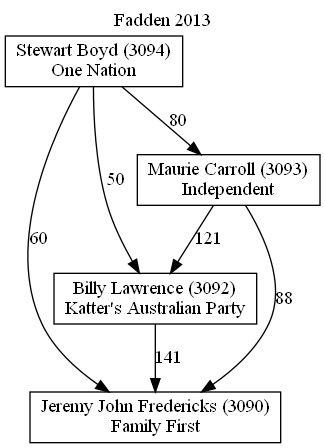 Fadden 2013
Stewart Boyd (3094)
One Nation
80
Maurie Carroll (3093)
Independent
50
60
121
88
Billy Lawrence (3092)
Katter's Australian Party
141
Jeremy John Fredericks (3090)
Family First